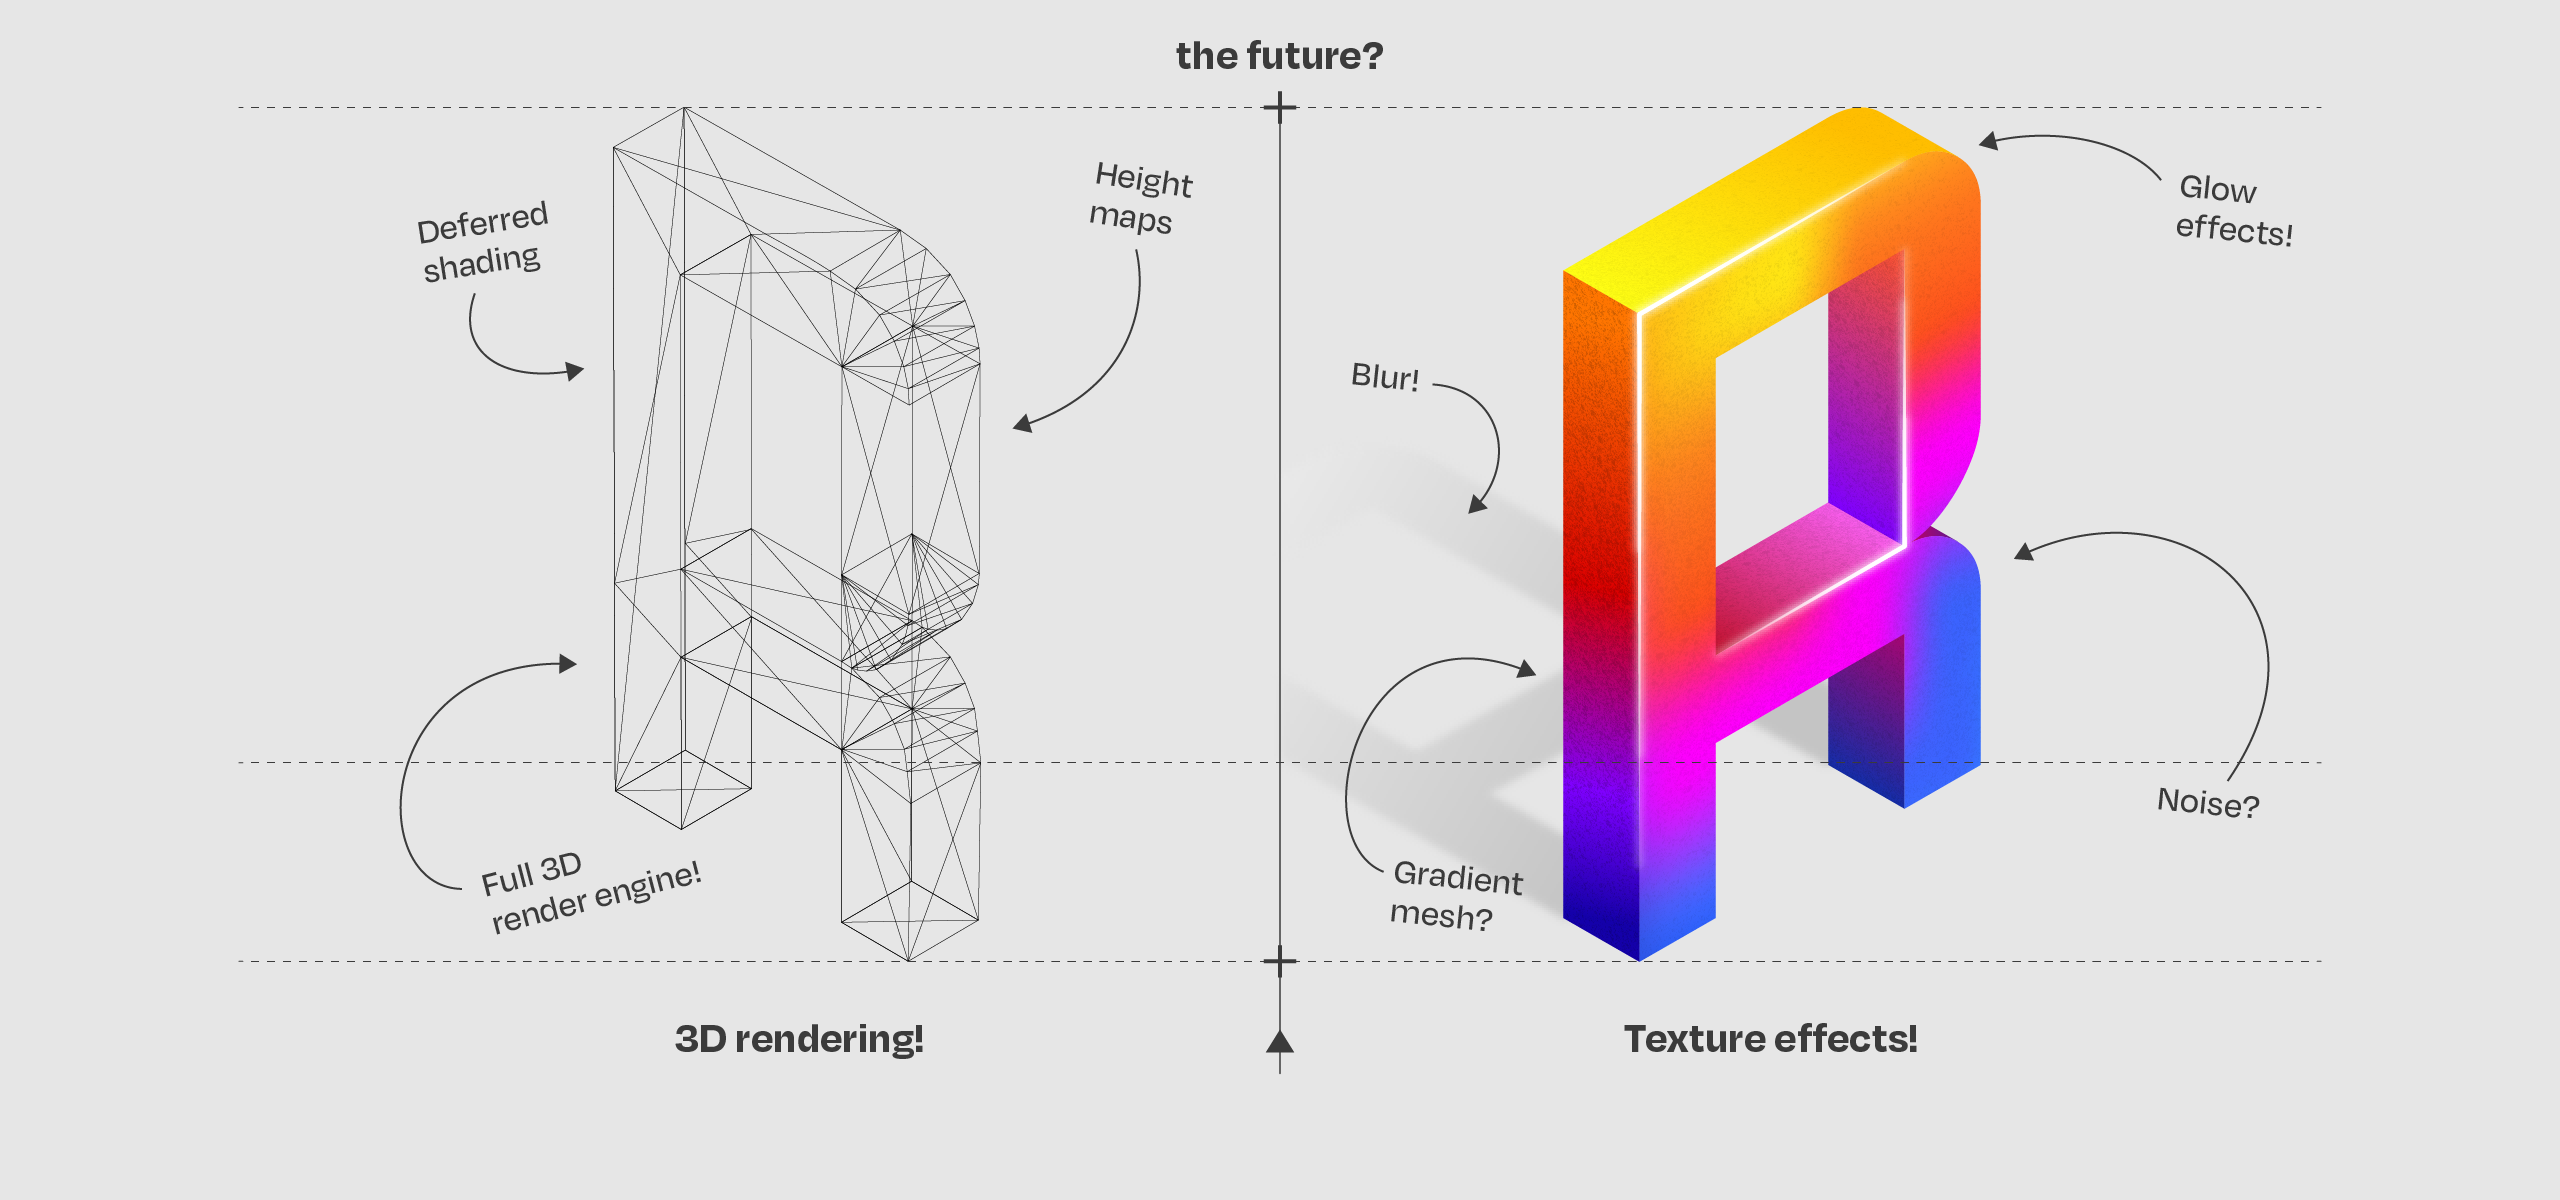 the future?
Deferred
shading
Height
maps
Full 3D
render engine!
3D rendering!
Glow
effects!
Blur!
Gradient
mesh?
Noise?
Texture effects!